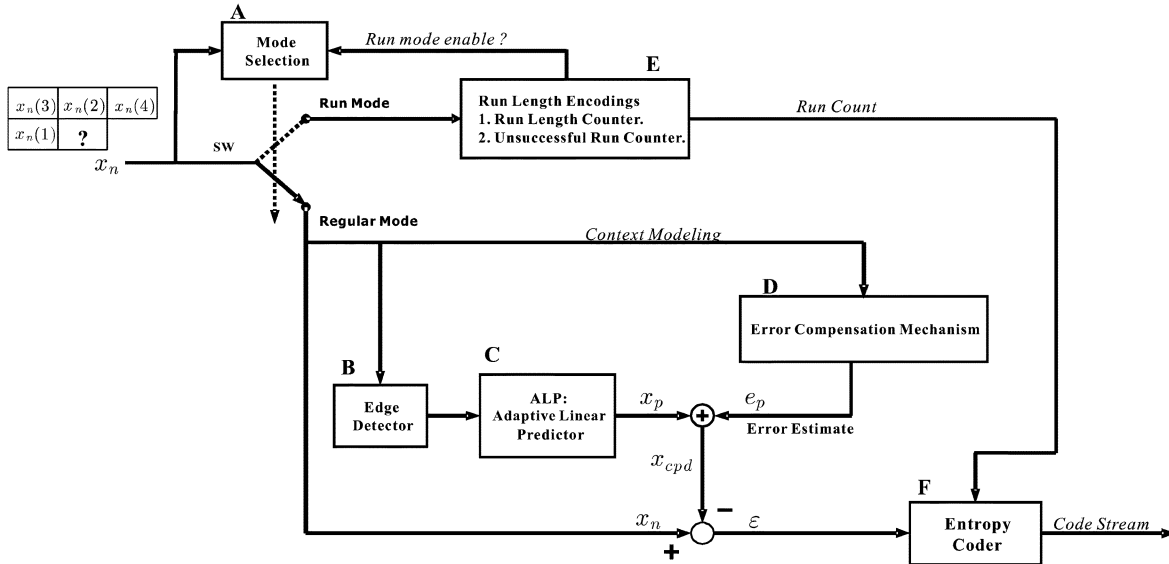 A
Mode
Selection
Run mode enable ?
E
Run Length Encodings
1. Run Length Counter.
2. Unsuccessful Run Counter.
Run Count
x_n(3) x_n(2) x_n(4)
x_n(1) ?
x_n
SW
Run Mode
Regular Mode
Context Modeling
D
Error Compensation Mechanism
B
Edge
Detector
C
ALP:
Adaptive Linear
Predictor
x_p
+
e_p
Error Estimate
x_{cpd}
x_n
+
−
ε
F
Entropy
Coder
Code Stream